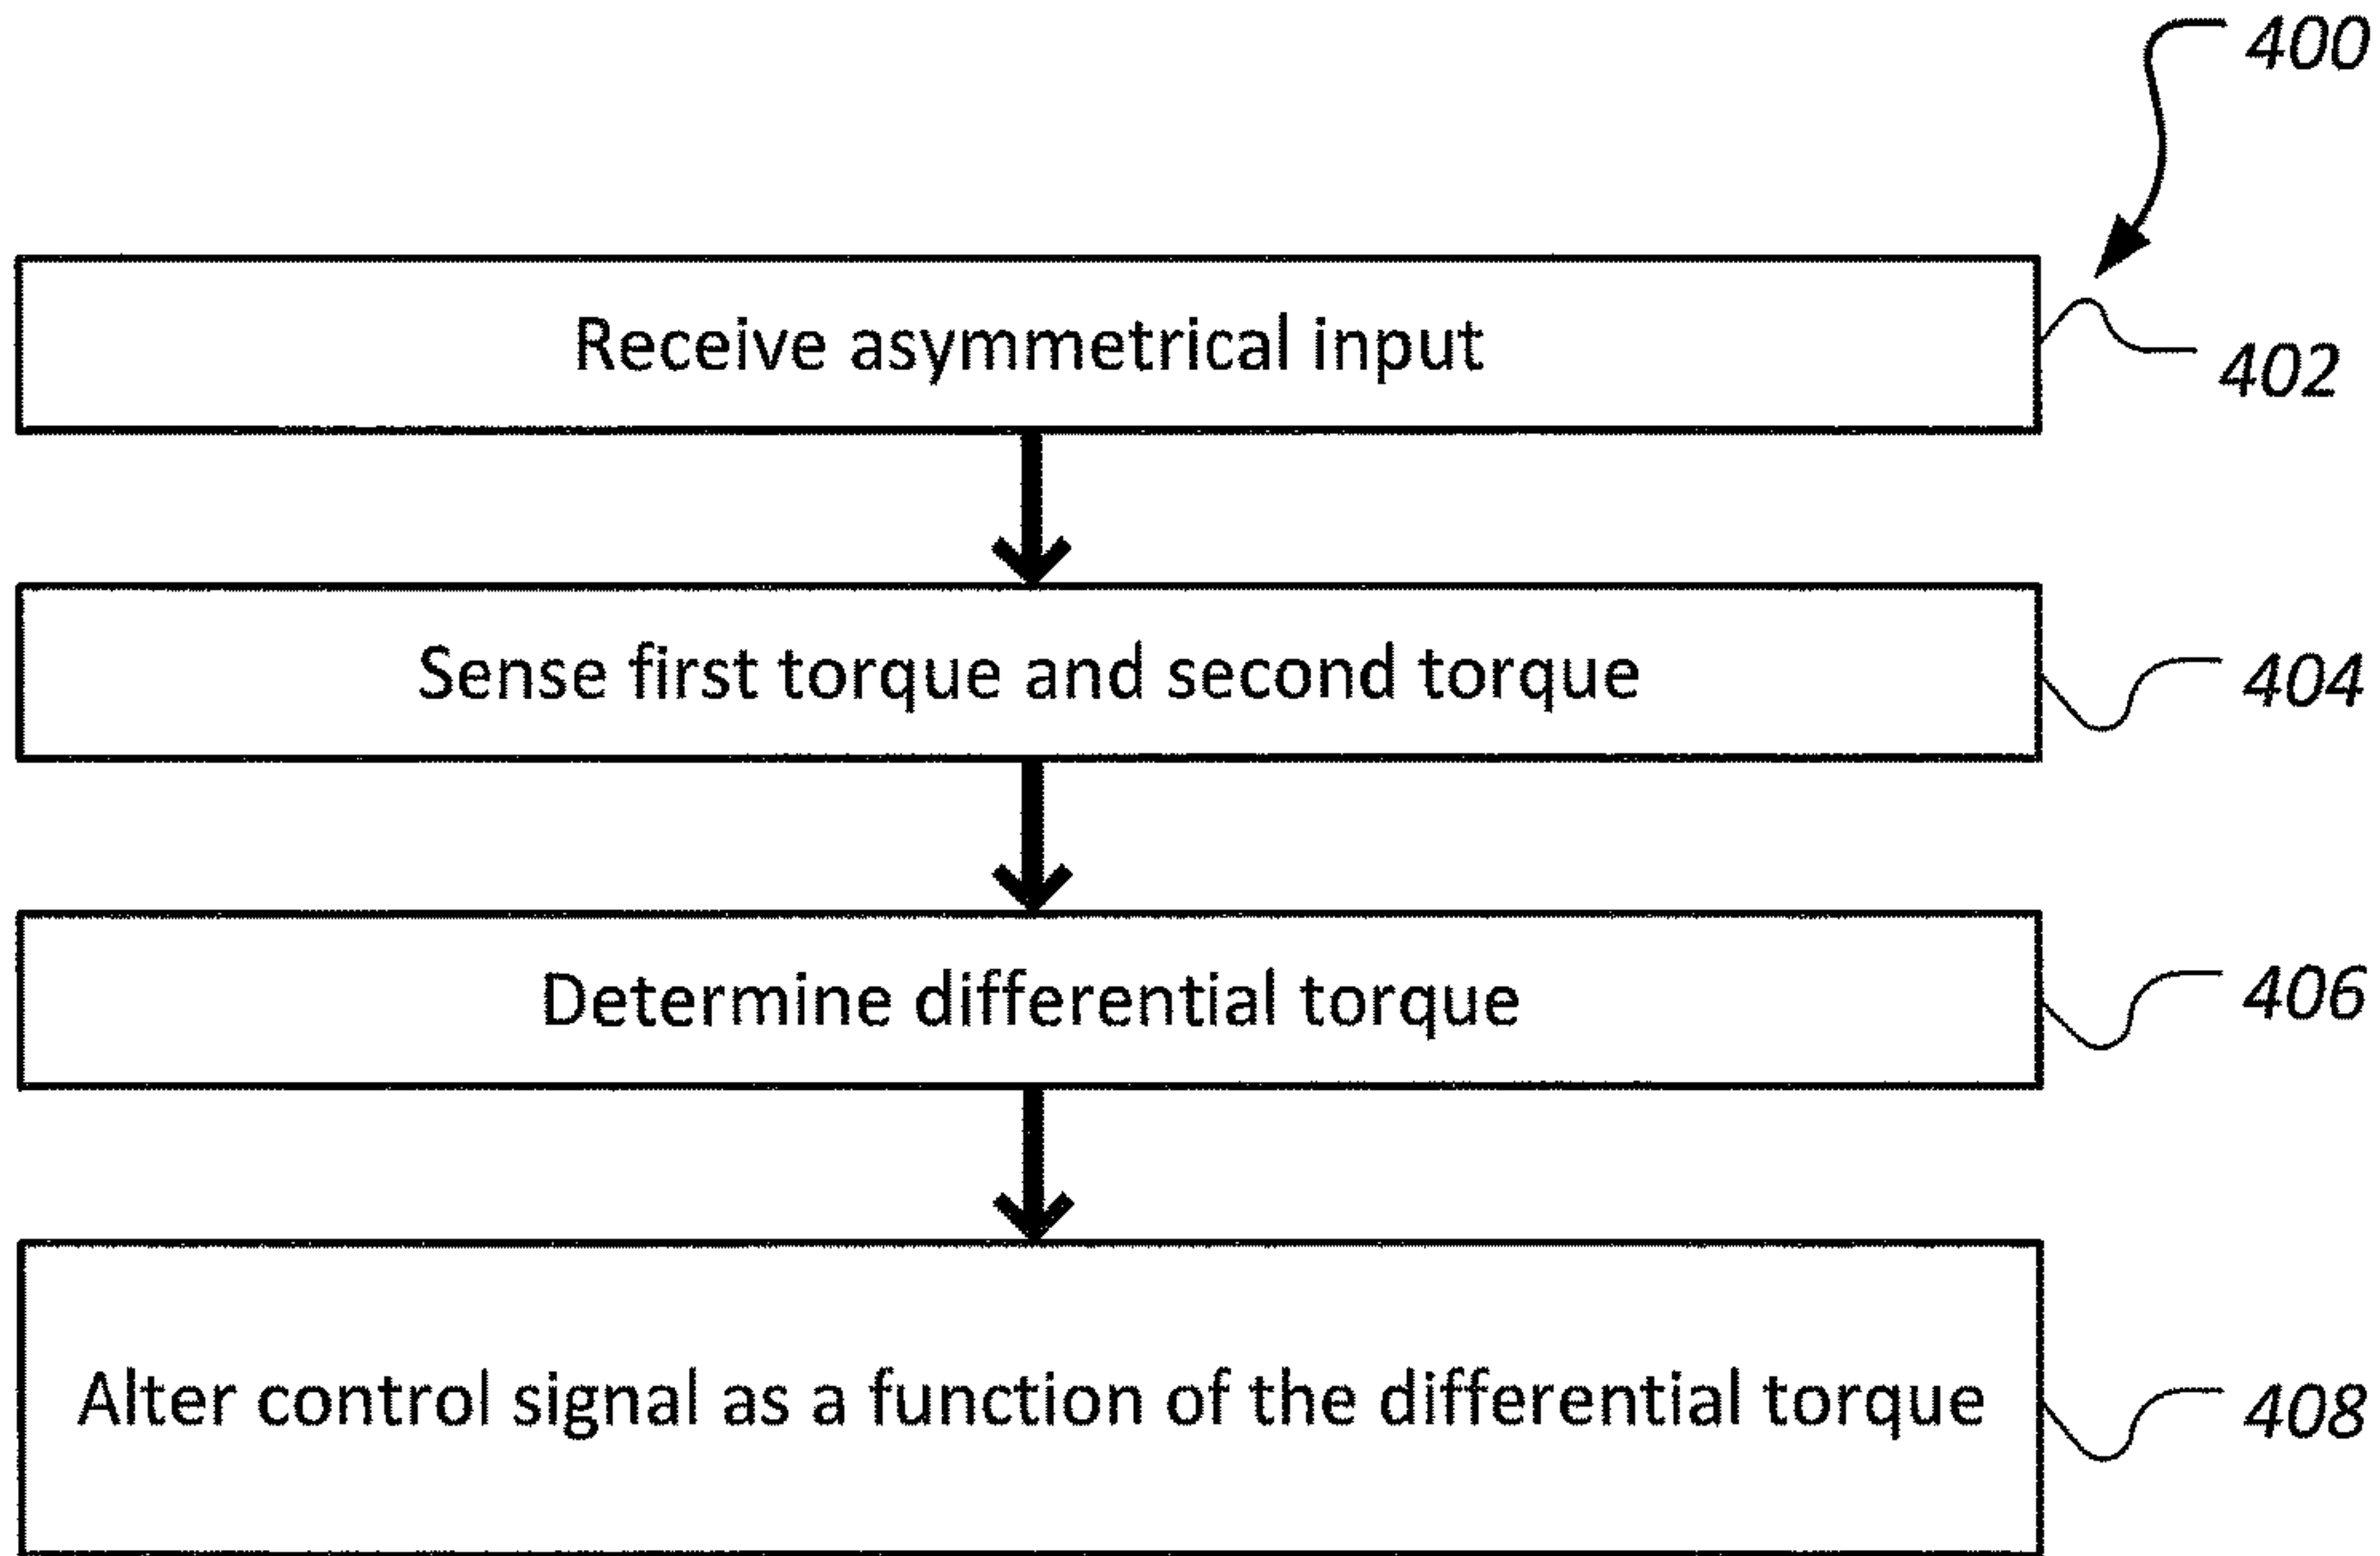 400
Receive asymmetrical input
402
Sense first torque and second torque
404
Determine differential torque
406
Alter control signal as a function of the differential torque
408